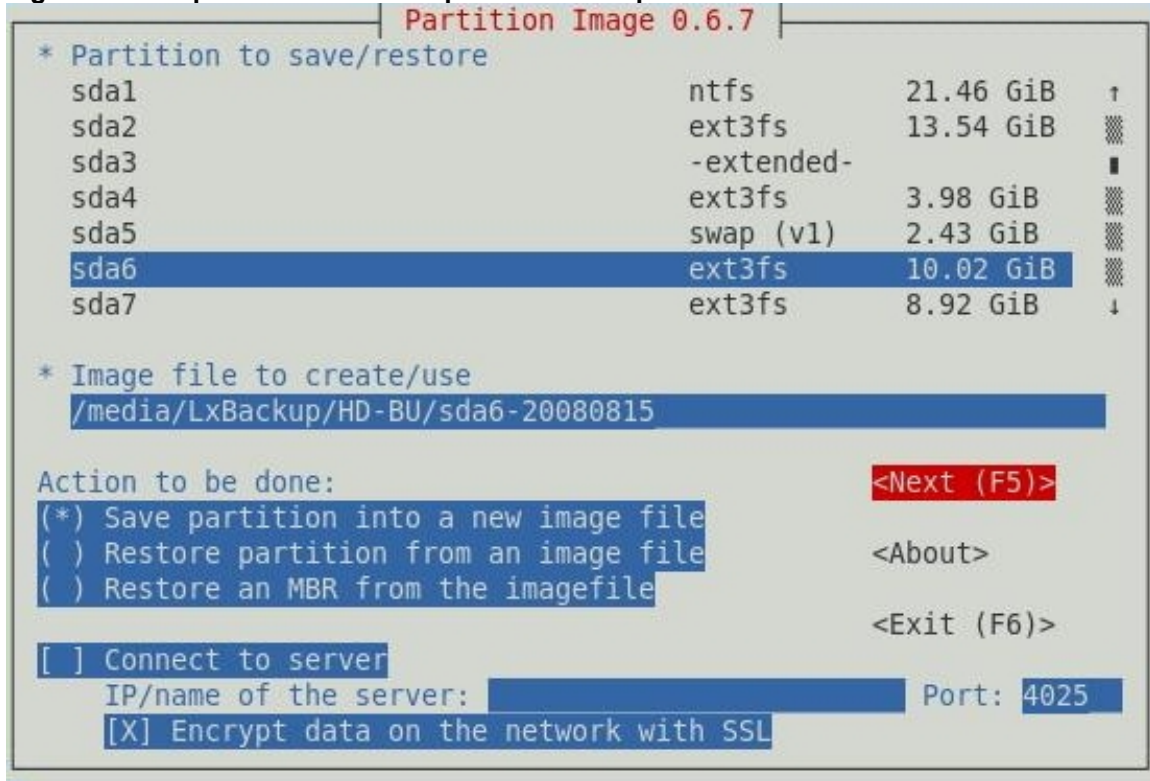 Partition Image 0.6.7
* Partition to save/restore
sda1 ntfs 21.46 GiB ↑
sda2 ext3fs 13.54 GiB
sda3 -extended-
sda4 ext3fs 3.98 GiB
sda5 swap (v1) 2.43 GiB
sda6 ext3fs 10.02 GiB
sda7 ext3fs 8.92 GiB ↓
* Image file to create/use
/media/LxBackup/HD-BU/sda6-20080815
Action to be done: <Next (F5)>
(*) Save partition into a new image file
( ) Restore partition from an image file <About>
( ) Restore an MBR from the imagefile
<Exit (F6)>
[ ] Connect to server
IP/name of the server: Port: 4025
[X] Encrypt data on the network with SSL